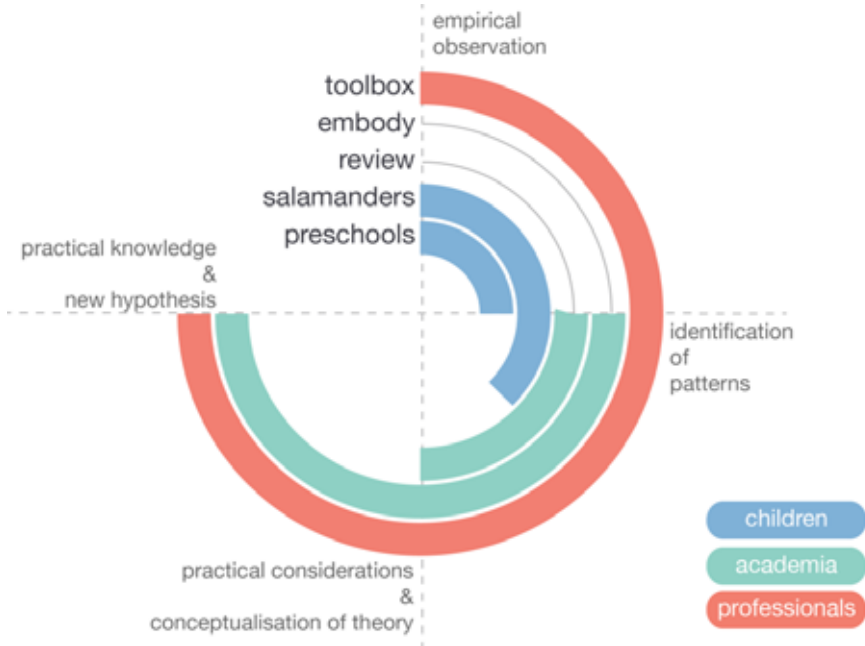 empirical
observation
toolbox
embody
review
salamanders
preschools
practical knowledge
&
new hypothesis
identification
of
patterns
practical considerations
&
conceptualisation of theory
children
academia
professionals